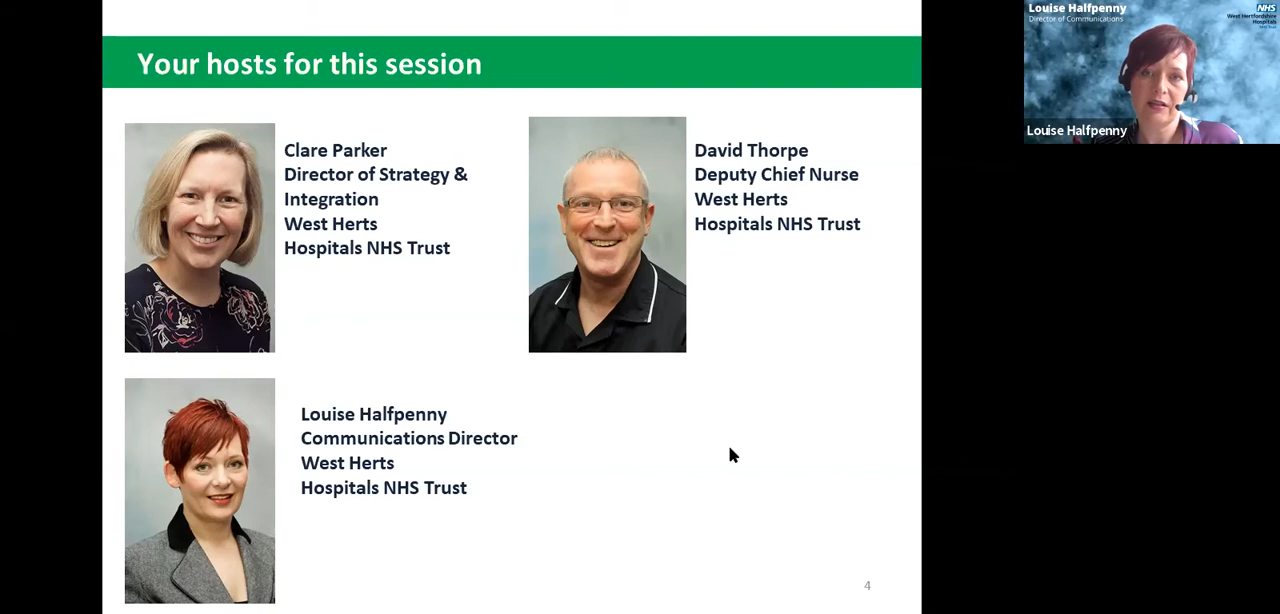 Your hosts for this session
Clare Parker
Director of Strategy &
Integration
West Herts
Hospitals NHS Trust
David Thorpe
Deputy Chief Nurse
West Herts
Hospitals NHS Trust
Louise Halfpenny
Communications Director
West Herts
Hospitals NHS Trust
4
Louise Halfpenny
Director of Communications
NHS
West Hertfordshire
Hospitals
Louise Halfpenny